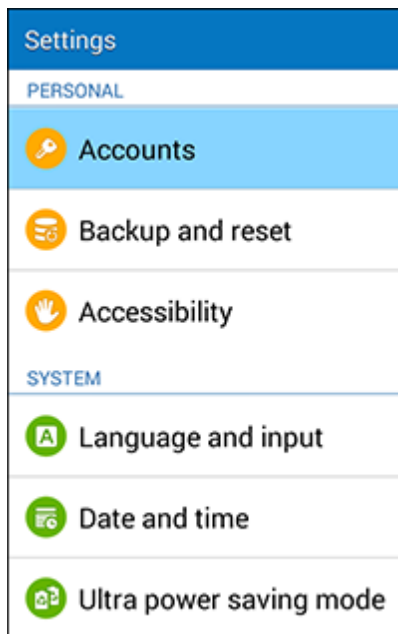 Settings
PERSONAL
Accounts
Backup and reset
Accessibility
SYSTEM
A Language and input
Date and time
Ultra power saving mode